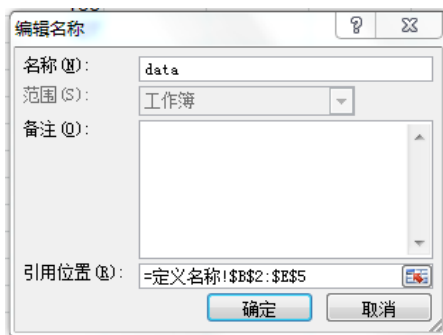 编辑名称
名称(N):
data
范围(S):
工作簿
备注(O):
引用位置(R):
=定义名称!$B$2:$E$5
确定
取消